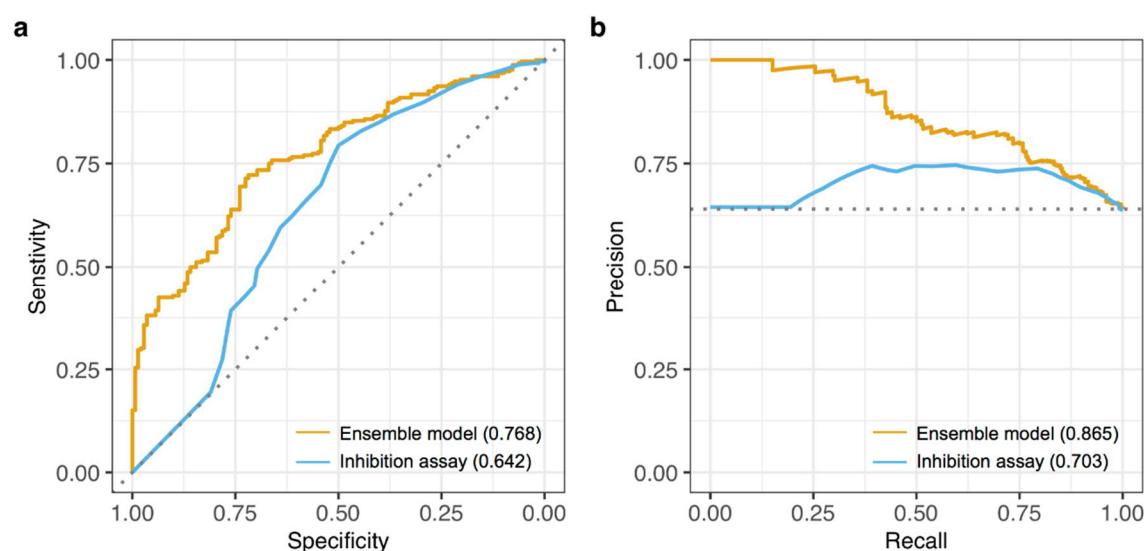 a
1.00
0.75
0.50
0.25
0.00
Senstivity
Ensemble model (0.768)
Inhibition assay (0.642)
1.00 0.75 0.50 0.25 0.00
Specificity
b
1.00
0.75
0.50
0.25
0.00
Precision
Ensemble model (0.865)
Inhibition assay (0.703)
0.00 0.25 0.50 0.75 1.00
Recall